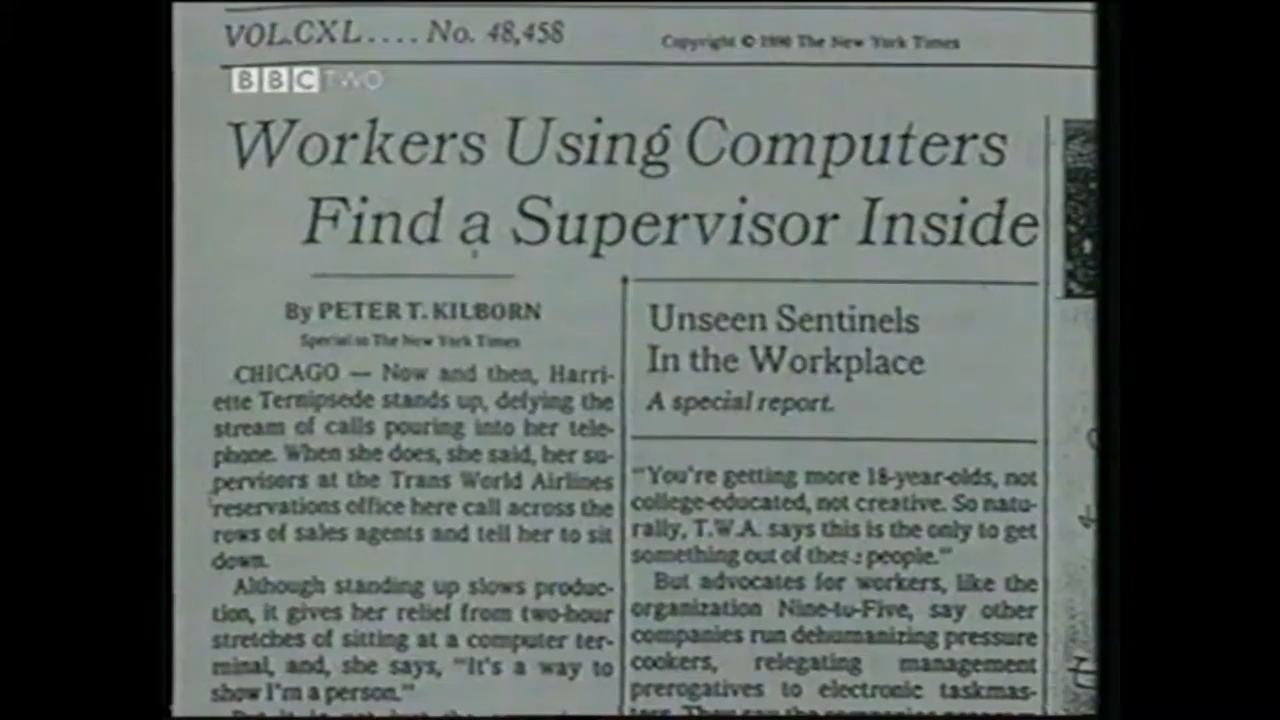 VOL.CXL.... No. 48,458
Copyright © 1990 The New York Times
BBC TWO
Workers Using Computers
Find a Supervisor Inside
By PETER T. KILBORN
Special to The New York Times
CHICAGO — Now and then, Harri-
ette Ternipsede stands up, defying the
stream of calls pouring into her tele-
phone. When she does, she said, her su-
pervisors at the Trans World Airlines
reservations office here call across the
rows of sales agents and tell her to sit
down.
Although standing up slows produc-
tion, it gives her relief from two-hour
stretches of sitting at a computer ter-
minal, and, she says, "It's a way to
show I'm a person."
Unseen Sentinels
In the Workplace
A special report.
"You're getting more 18-year-olds, not
college-educated, not creative. So natu-
rally, T.W.A. says this is the only to get
something out of these people."
But advocates for workers, like the
organization Nine-to-Five, say other
companies run dehumanizing pressure
cookers, relegating management
prerogatives to electronic taskmas-